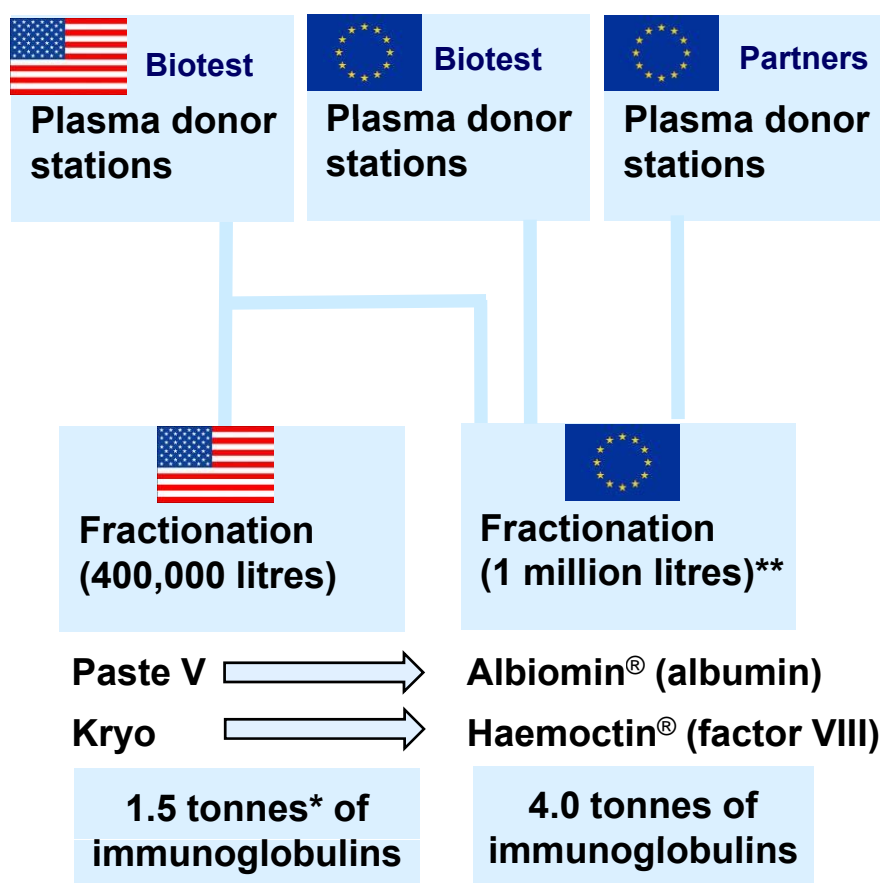 Biotest
Plasma donor
stations
Biotest
Plasma donor
stations
Partners
Plasma donor
stations
Fractionation
(400,000 litres)
Fractionation
(1 million litres)**
Paste V
Albiomin® (albumin)
Kryo
Haemoctin® (factor VIII)
1.5 tonnes* of
immunoglobulins
4.0 tonnes of
immunoglobulins